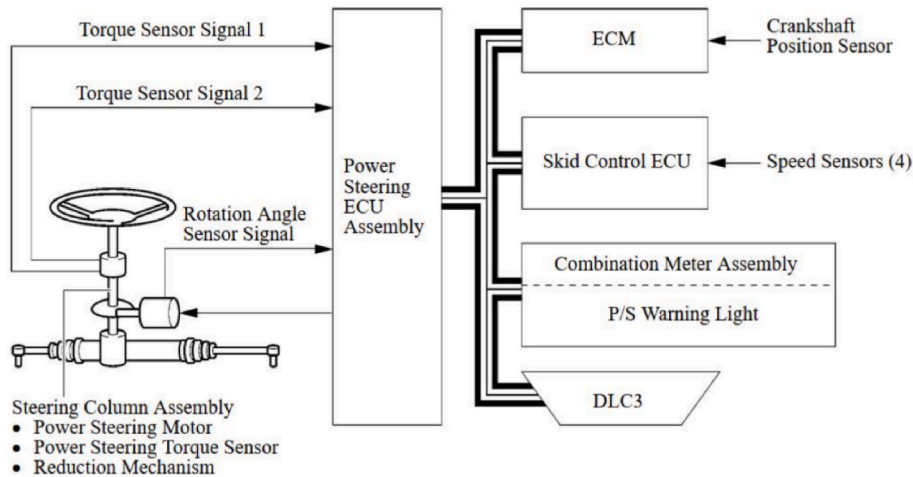 Torque Sensor Signal 1
Torque Sensor Signal 2
Rotation Angle
Sensor Signal
Steering Column Assembly
• Power Steering Motor
• Power Steering Torque Sensor
• Reduction Mechanism
Power
Steering
ECU
Assembly
ECM
Crankshaft
Position Sensor
Skid Control ECU
Speed Sensors (4)
Combination Meter Assembly
P/S Warning Light
DLC3